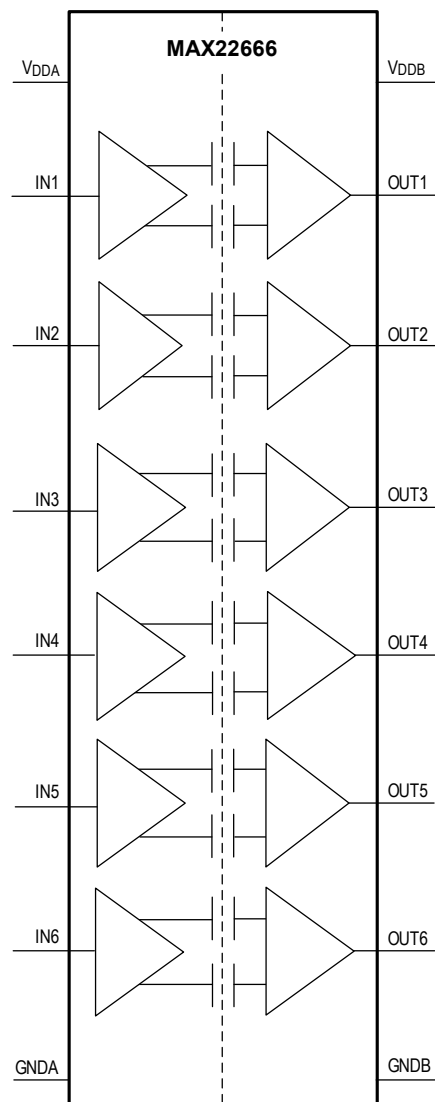 MAX22666
VDDA
VDDB
IN1
OUT1
IN2
OUT2
IN3
OUT3
IN4
OUT4
IN5
OUT5
IN6
OUT6
GNDA
GNDB